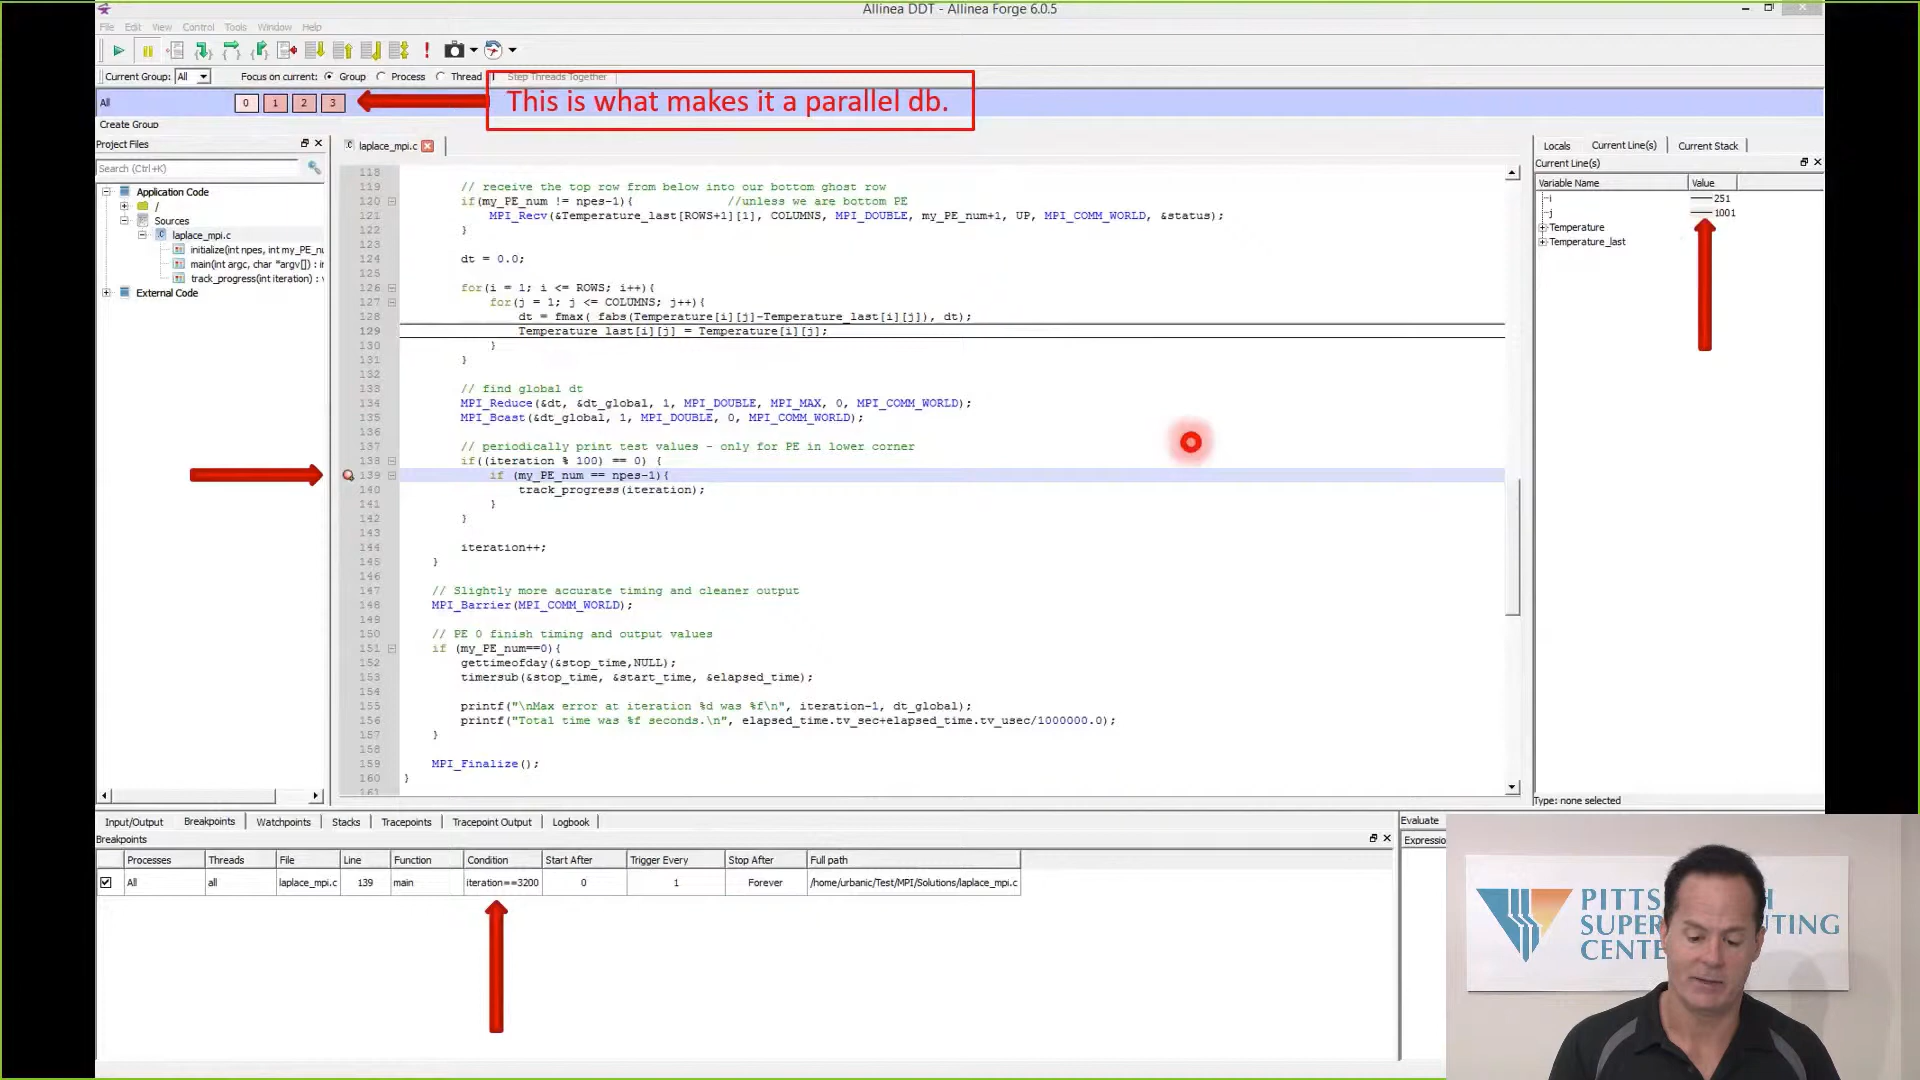 Allinea DDT - Allinea Forge 6.0.5
File Edit View Control Tools Window Help
Current Group: All Focus on current: Group Process Thread Step Threads Together
This is what makes it a parallel db.
All 0 1 2 3
Create Group
Project Files
Search (Ctrl+K)
Application Code
/
Sources
laplace_mpi.c
initialize(int npes, int my_PE_nu
main(int argc, char *argv[]) : i
track_progress(int iteration) : v
External Code
laplace_mpi.c
118
119 // receive the top row from below into our bottom ghost row
120 if(my_PE_num != npes-1){ //unless we are bottom PE
121 MPI_Recv(&Temperature_last[ROWS+1][1], COLUMNS, MPI_DOUBLE, my_PE_num+1, UP, MPI_COMM_WORLD, &status);
122 }
123
124 dt = 0.0;
125
126 for(i = 1; i <= ROWS; i++){
127 for(j = 1; j <= COLUMNS; j++){
128 dt = fmax( fabs(Temperature[i][j]-Temperature_last[i][j]), dt);
129 Temperature_last[i][j] = Temperature[i][j];
130 }
131 }
132
133 // find global dt
134 MPI_Reduce(&dt, &dt_global, 1, MPI_DOUBLE, MPI_MAX, 0, MPI_COMM_WORLD);
135 MPI_Bcast(&dt_global, 1, MPI_DOUBLE, 0, MPI_COMM_WORLD);
136
137 // periodically print test values - only for PE in lower corner
138 if((iteration % 100) == 0) {
139 if (my_PE_num == npes-1){
140 track_progress(iteration);
141 }
142 }
143
144 iteration++;
145 }
146
147 // Slightly more accurate timing and cleaner output
148 MPI_Barrier(MPI_COMM_WORLD);
149
150 // PE 0 finish timing and output values
151 if (my_PE_num==0){
152 gettimeofday(&stop_time,NULL);
153 timersub(&stop_time, &start_time, &elapsed_time);
154
155 printf("\nMax error at iteration %d was %f\n", iteration-1, dt_global);
156 printf("Total time was %f seconds.\n", elapsed_time.tv_sec+elapsed_time.tv_usec/1000000.0);
157 }
158
159 MPI_Finalize();
160 }
161
Locals Current Line(s) Current Stack
Current Line(s)
Variable Name Value
i 251
j 1001
Temperature
Temperature_last
Type: none selected
Input/Output Breakpoints Watchpoints Stacks Tracepoints Tracepoint Output Logbook
Breakpoints
Processes Threads File Line Function Condition Start After Trigger Every Stop After Full path
All all laplace_mpi.c 139 main iteration==3200 0 1 Forever /home/urbanic/Test/MPI/Solutions/laplace_mpi.c
Evaluate
Expressio
PITTS H
SUPER UTING
CENTE